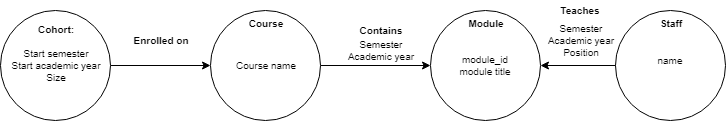 Cohort:
Start semester
Start academic year
Size
Enrolled on
Course
Course name
Contains
Semester
Academic year
Module
module_id
module title
Teaches
Semester
Academic year
Position
Staff
name